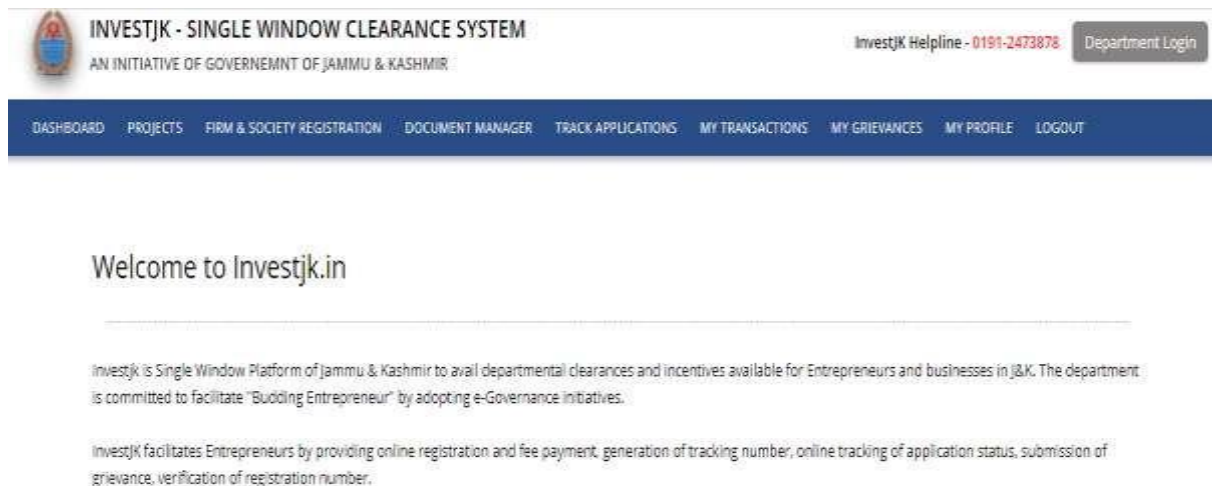 INVESTJK - SINGLE WINDOW CLEARANCE SYSTEM
AN INITIATIVE OF GOVERNEMNT OF JAMMU & KASHMIR
InvestJK Helpline - 0191-2473878
Department Login
DASHBOARD PROJECTS FIRM & SOCIETY REGISTRATION DOCUMENT MANAGER TRACK APPLICATIONS MY TRANSACTIONS MY GRIEVANCES MY PROFILE LOGOUT
Welcome to Investjk.in
Investjk is Single Window Platform of Jammu & Kashmir to avail departmental clearances and incentives available for Entrepreneurs and businesses in J&K. The department
is committed to facilitate "Budding Entrepreneur" by adopting e-Governance initiatives.
InvestJK facilitates Entrepreneurs by providing online registration and fee payment, generation of tracking number, online tracking of application status, submission of
grievance, verification of registration number.